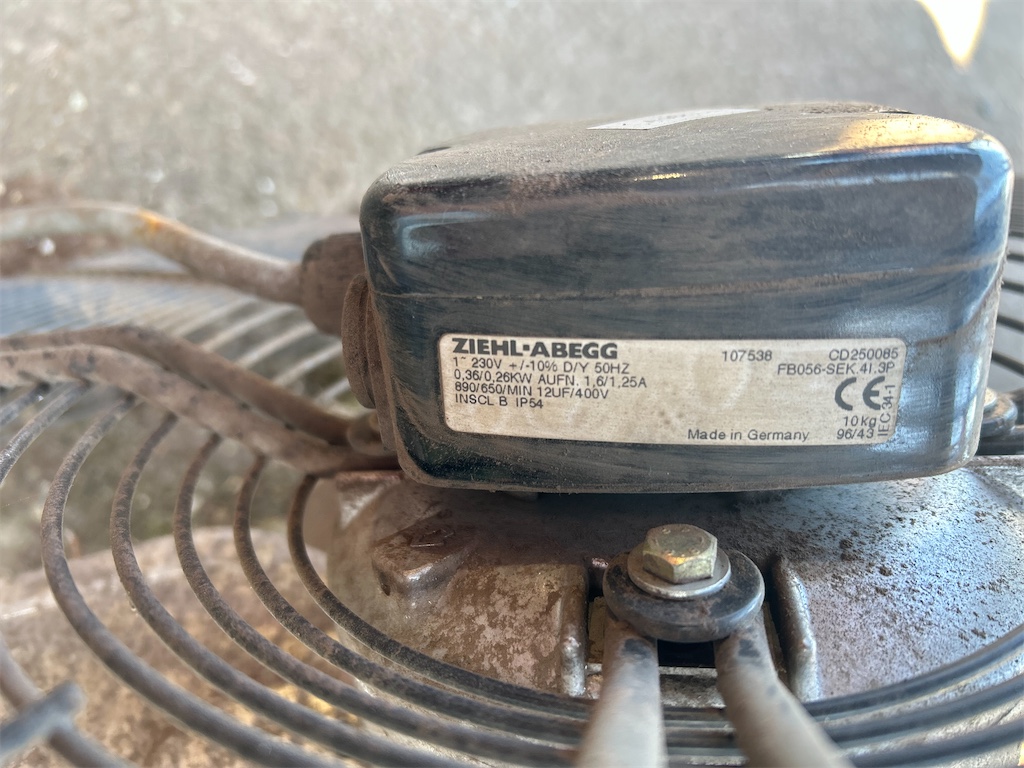 ZIEHL-ABEGG 107538 CD250085
1~ 230V +/-10% D/Y 50HZ FB056-SEK.4I.3P
0,36/0,26KW AUFN. 1,6/1,25A
890/650/MIN 12UF/400V CE
INSCL B IP54 10kg
Made in Germany 96/43
IEC 34-1